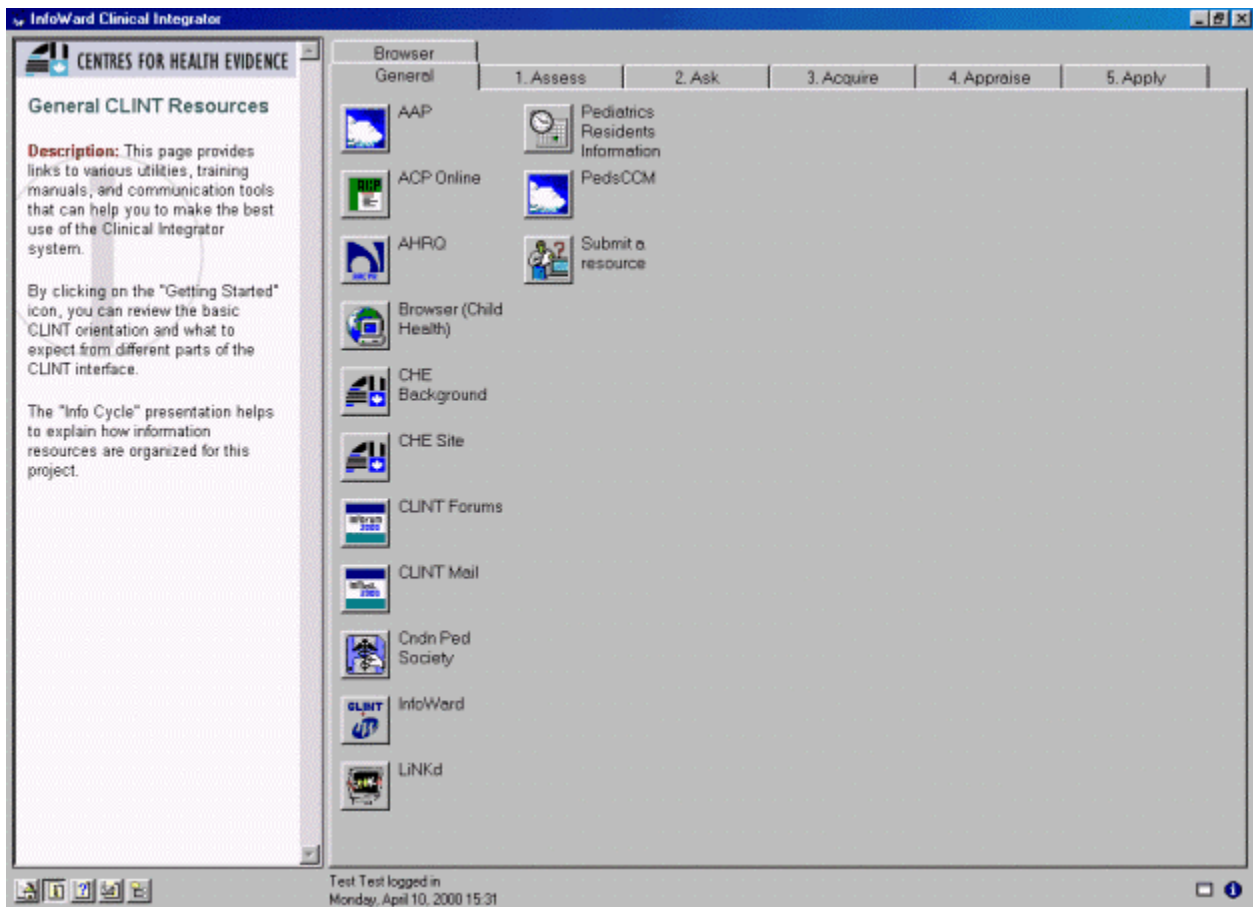 InfoWard Clinical Integrator
CENTRES FOR HEALTH EVIDENCE
General CLINT Resources
Description: This page provides
links to various utilities, training
manuals, and communication tools
that can help you to make the best
use of the Clinical Integrator
system.
By clicking on the "Getting Started"
icon, you can review the basic
CLINT orientation and what to
expect from different parts of the
CLINT interface.
The "Info Cycle" presentation helps
to explain how information
resources are organized for this
project.
Browser
General
1. Assess
2. Ask
3. Acquire
4. Appraise
5. Apply
AAP
ACP Online
AHRQ
Browser (Child
Health)
CHE
Background
CHE Site
CLINT Forums
CLINT Mail
Cndn Ped
Society
InfoWard
LiNKd
Pediatrics
Residents
Information
PedsCCM
Submit a
resource
ACP
CLINT
Test Test logged in
Monday, April 10, 2000 15:31